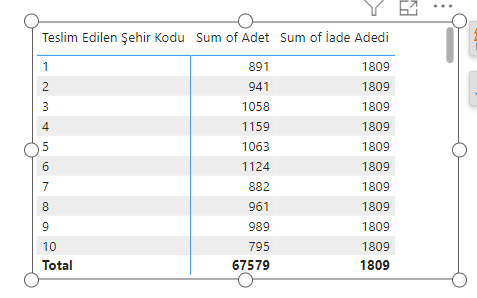 Teslim Edilen Şehir Kodu Sum of Adet Sum of İade Adedi
1 891 1809
2 941 1809
3 1058 1809
4 1159 1809
5 1063 1809
6 1124 1809
7 882 1809
8 961 1809
9 989 1809
10 795 1809
Total 67579 1809